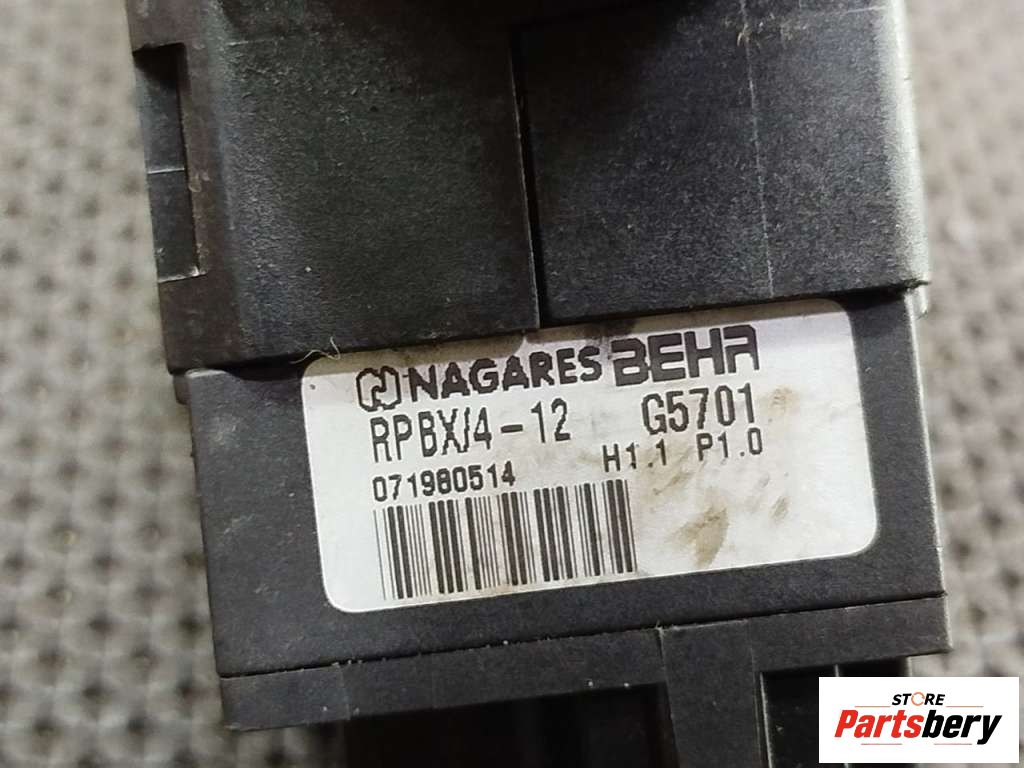 NAGARES BEHR
RPBX/4-12 G5701
071980514 H1.1 P1.0
STORE
Partsbery